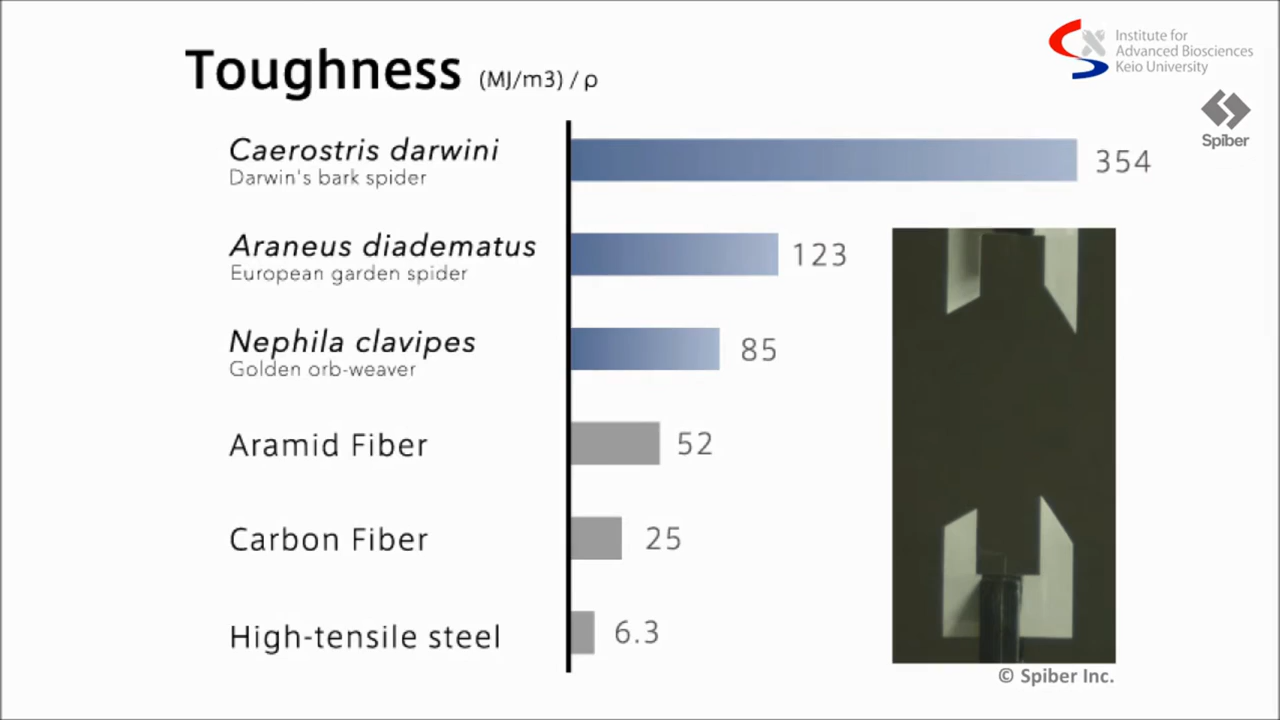 Toughness (MJ/m3) / ρ
Institute for
Advanced Biosciences
Keio University
Spiber
Caerostris darwini
Darwin's bark spider
354
Araneus diadematus
European garden spider
123
Nephila clavipes
Golden orb-weaver
85
Aramid Fiber
52
Carbon Fiber
25
High-tensile steel
6.3
© Spiber Inc.